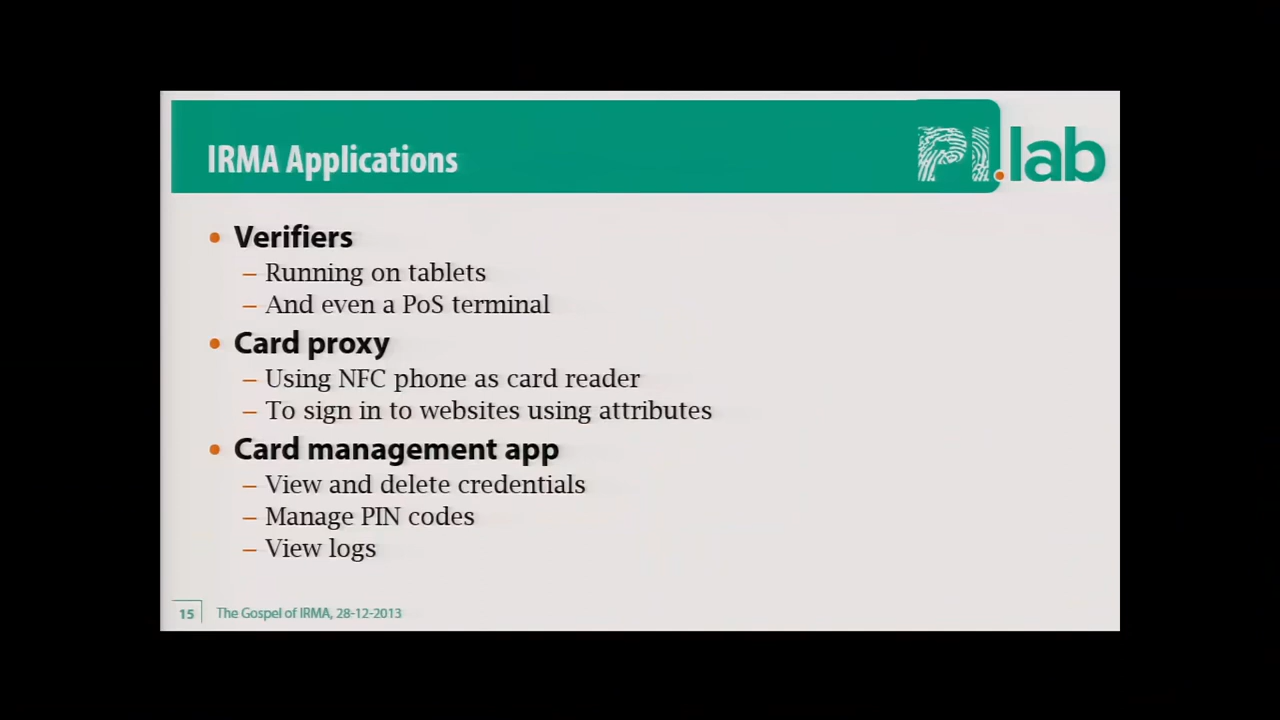 IRMA Applications
PI.lab
• Verifiers
– Running on tablets
– And even a PoS terminal
• Card proxy
– Using NFC phone as card reader
– To sign in to websites using attributes
• Card management app
– View and delete credentials
– Manage PIN codes
– View logs
15 The Gospel of IRMA, 28-12-2013